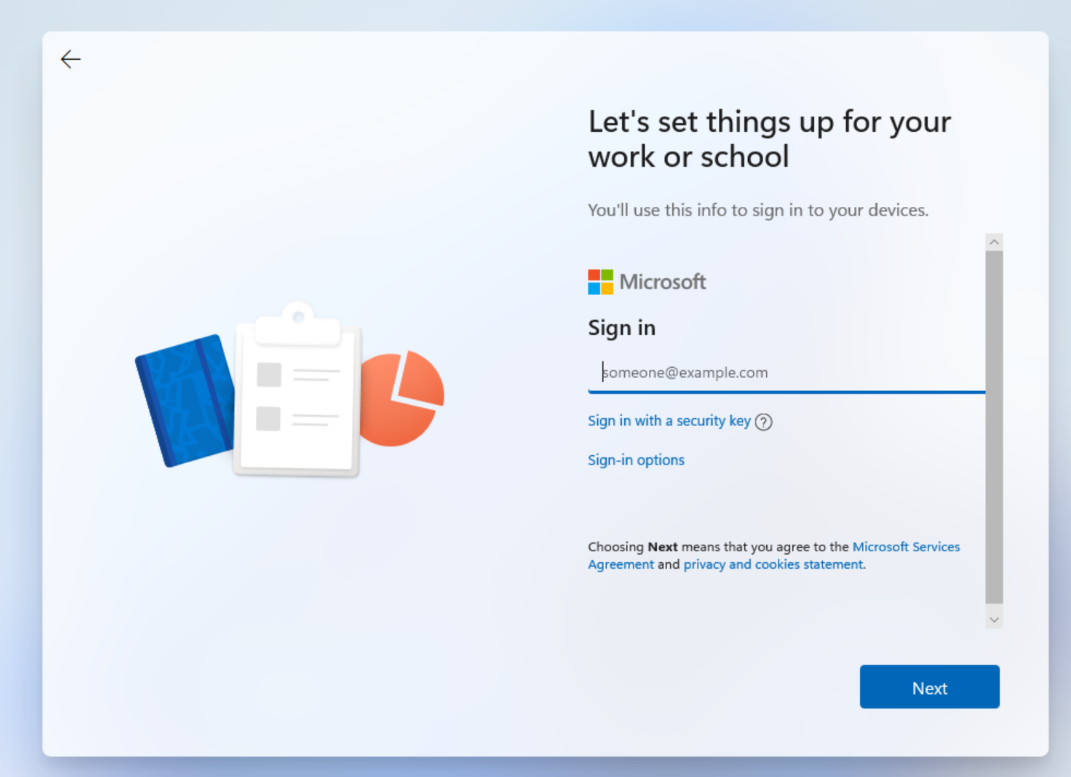 Let's set things up for your
work or school
You'll use this info to sign in to your devices.
Microsoft
Sign in
someone@example.com
Sign in with a security key ?
Sign-in options
Choosing Next means that you agree to the Microsoft Services
Agreement and privacy and cookies statement.
Next